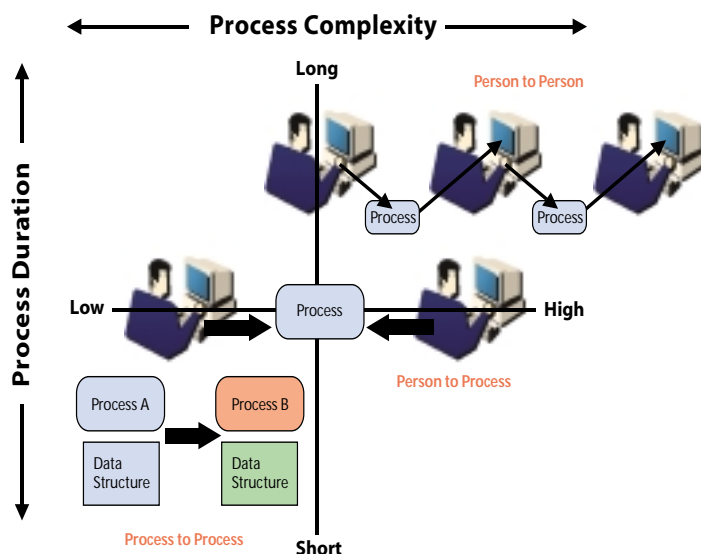 Process Complexity
Long
Person to Person
Process
Process
Process Duration
Low
Process
High
Person to Process
Process A
Process B
Data
Structure
Data
Structure
Process to Process
Short